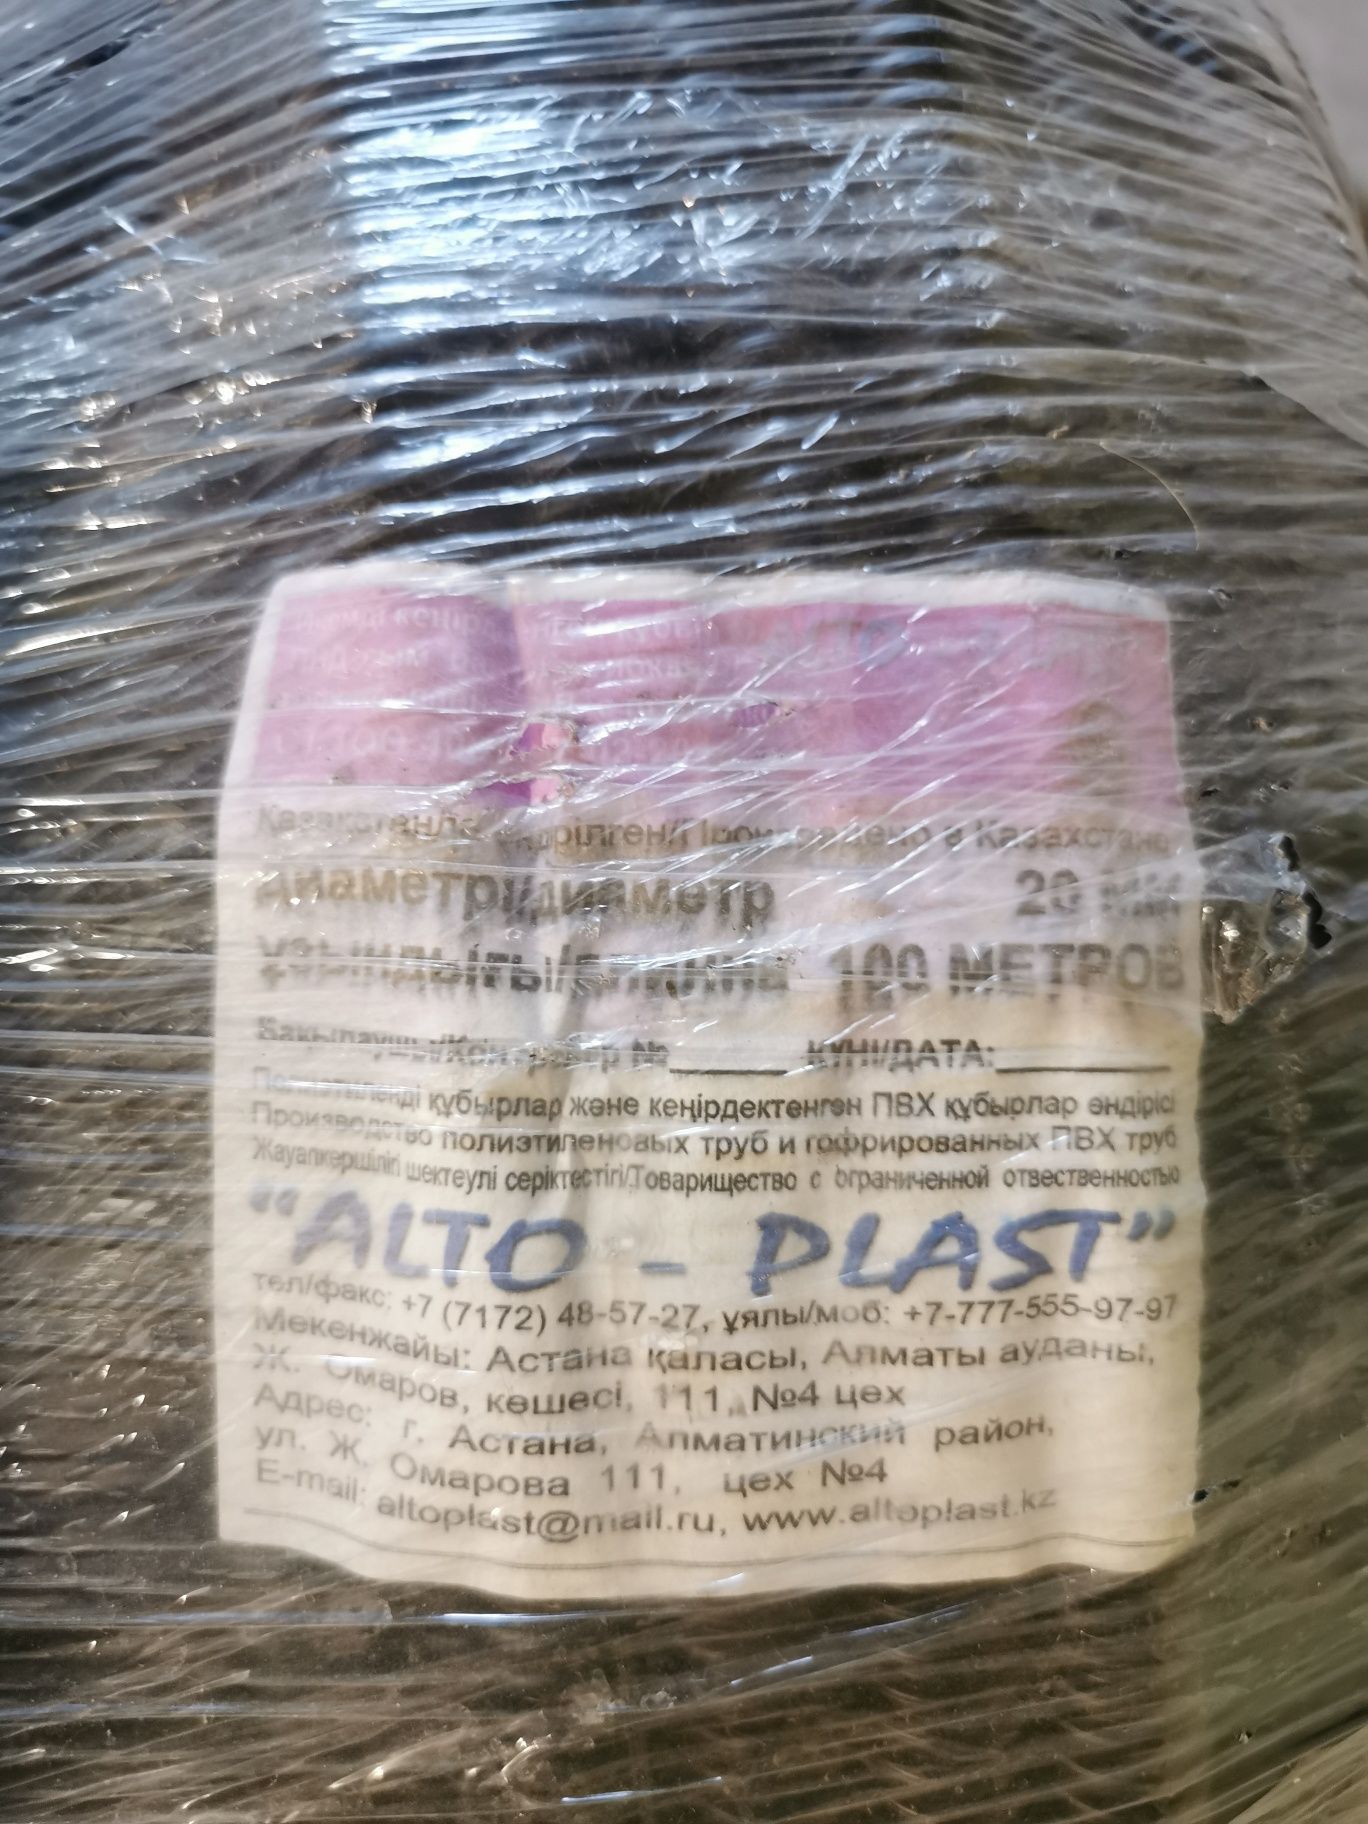 "ALTO - PLAST"
Қазақстанда өндірілген/Произведено в Казахстане
Диаметрі/диаметр 20 мм
ұзындығы/длина 100 МЕТРОВ
Бақылаушы/Контролер №______ КҮНІ/ДАТА:________
Полиэтиленді құбырлар және кеңірдектенген ПВХ құбырлар өндірісі
Производство полиэтиленовых труб и гофрированных ПВХ труб
Жауапкершілігі шектеулі серіктестігі/Товарищество с ограниченной отвественностью
"ALTO - PLAST"
тел/факс: +7 (7172) 48-57-27, ұялы/моб: +7-777-555-97-97
Мекенжайы: Астана қаласы, Алматы ауданы,
Ж. Омаров, көшесі, 111, №4 цех
Адрес: г. Астана, Алматинский район,
ул. Ж. Омарова 111, цех №4
E-mail: altoplast@mail.ru, www.altoplast.kz